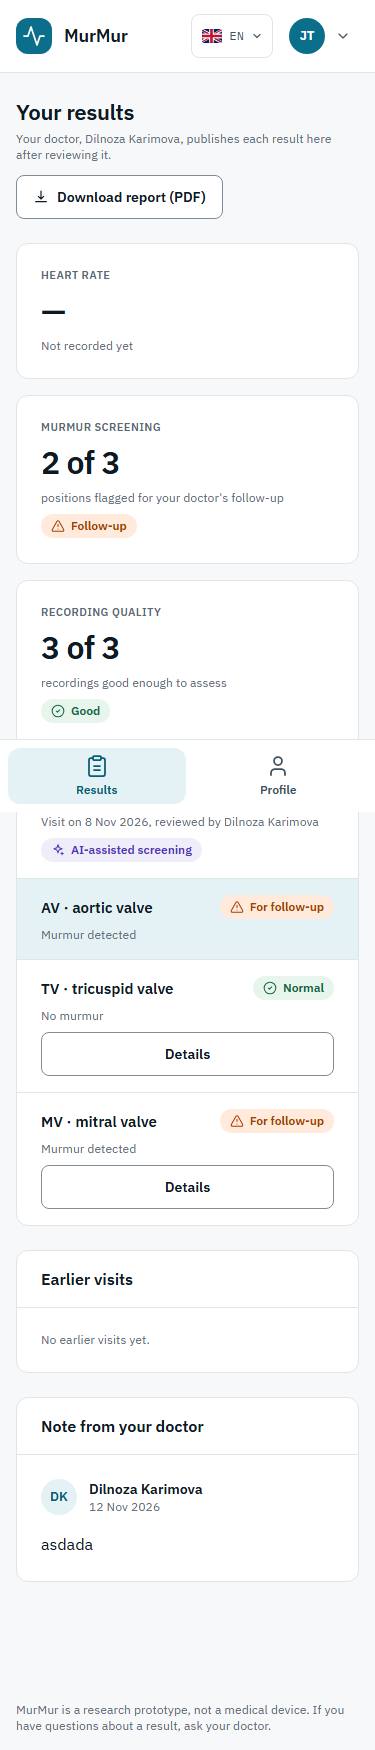 MurMur
EN
JT
Your results
Your doctor, Dilnoza Karimova, publishes each result here
after reviewing it.
Download report (PDF)
HEART RATE
—
Not recorded yet
MURMUR SCREENING
2 of 3
positions flagged for your doctor's follow-up
Follow-up
RECORDING QUALITY
3 of 3
recordings good enough to assess
Good
Results
Profile
Visit on 8 Nov 2026, reviewed by Dilnoza Karimova
AI-assisted screening
AV · aortic valve
For follow-up
Murmur detected
TV · tricuspid valve
Normal
No murmur
Details
MV · mitral valve
For follow-up
Murmur detected
Details
Earlier visits
No earlier visits yet.
Note from your doctor
DK
Dilnoza Karimova
12 Nov 2026
asdada
MurMur is a research prototype, not a medical device. If you
have questions about a result, ask your doctor.